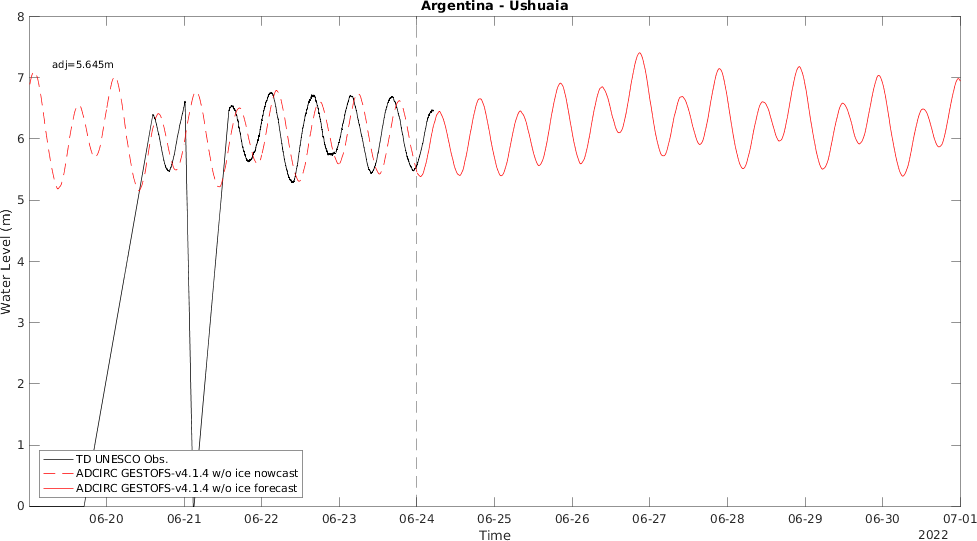 Argentina - Ushuaia
8
7
6
5
4
3
2
1
0
Water Level (m)
adj=5.645m
TD UNESCO Obs.
ADCIRC GESTOFS-v4.1.4 w/o ice nowcast
ADCIRC GESTOFS-v4.1.4 w/o ice forecast
06-20 06-21 06-22 06-23 06-24 06-25 06-26 06-27 06-28 06-29 06-30 07-01
Time
2022